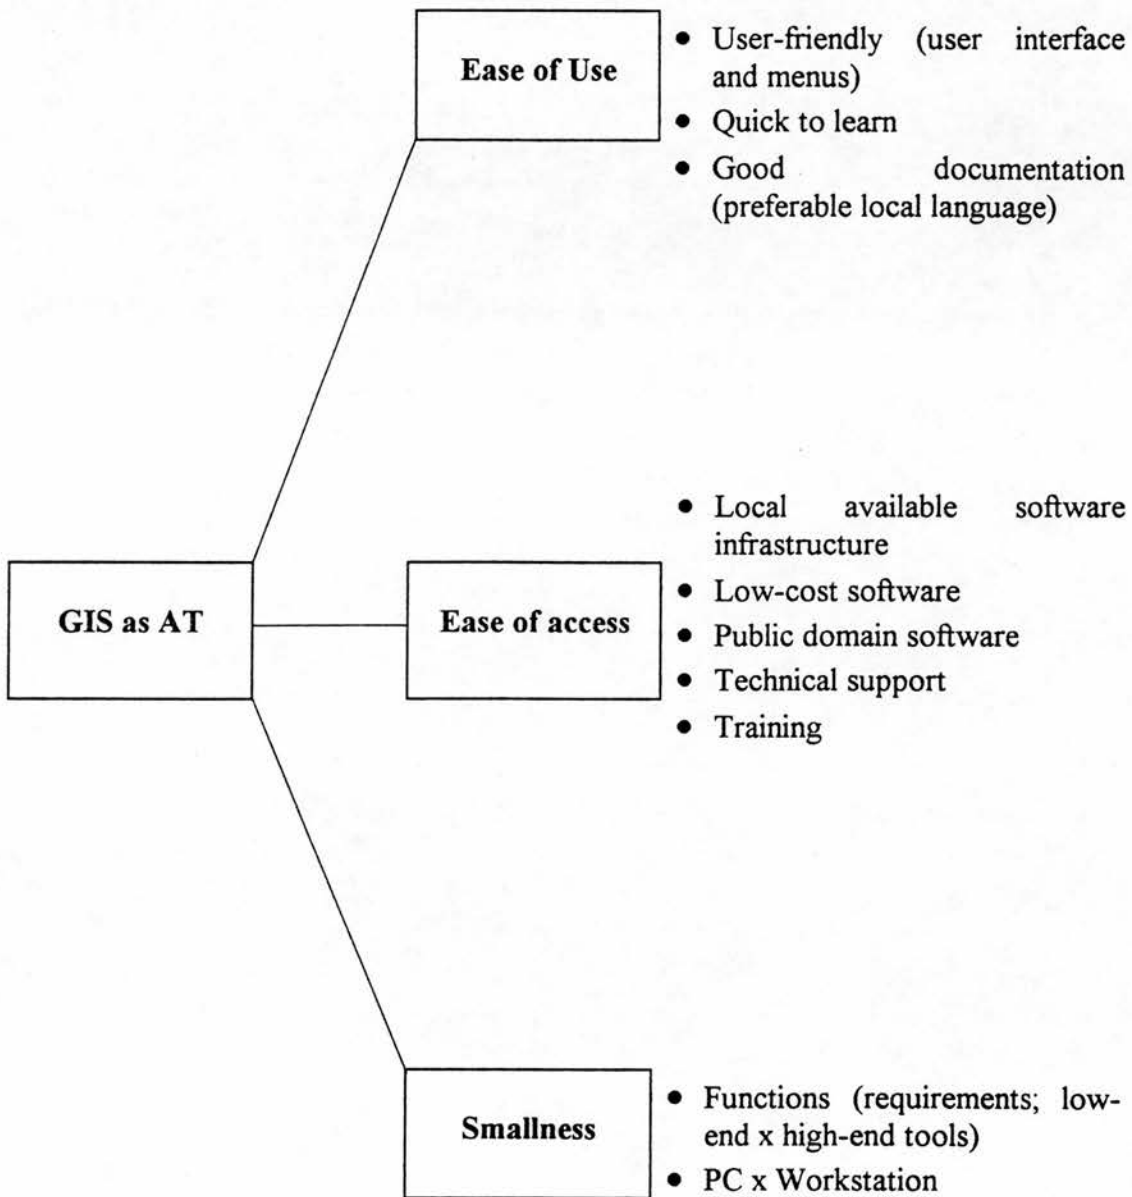 Ease of Use
• User-friendly (user interface
and menus)
• Quick to learn
• Good documentation
(preferable local language)
GIS as AT
Ease of access
• Local available software
infrastructure
• Low-cost software
• Public domain software
• Technical support
• Training
Smallness
• Functions (requirements; low-
end x high-end tools)
• PC x Workstation